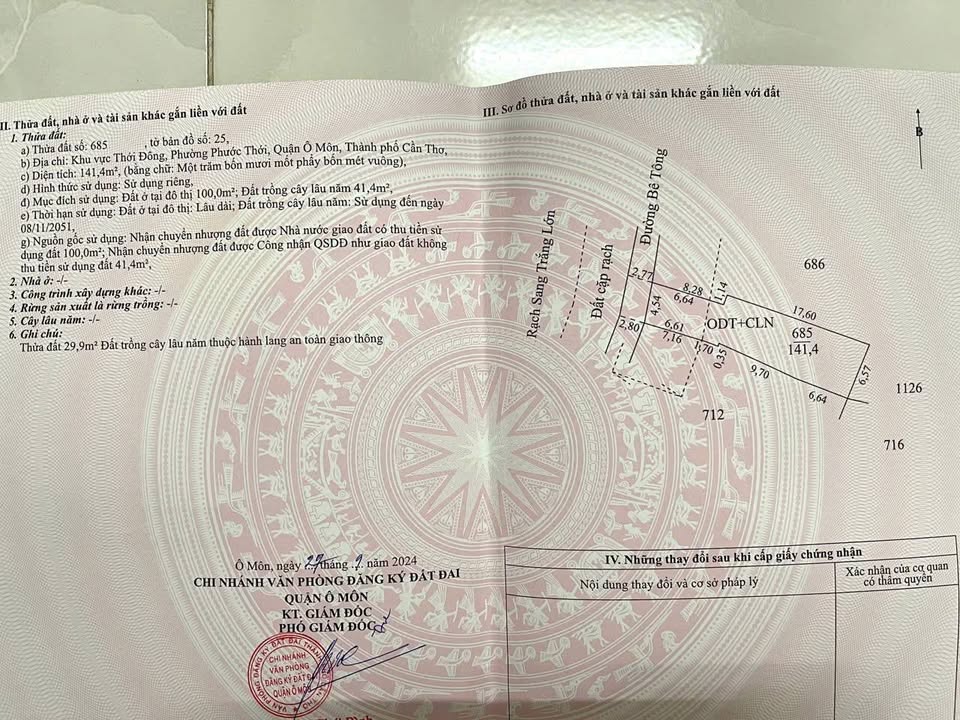 II. Thửa đất, nhà ở và tài sản khác gắn liền với đất
1. Thửa đất:
a) Thửa đất số: 685 , tờ bản đồ số: 25,
b) Địa chỉ: Khu vực Thới Đông, Phường Phước Thới, Quận Ô Môn, Thành phố Cần Thơ,
c) Diện tích: 141,4m², (bằng chữ: Một trăm bốn mươi mốt phẩy bốn mét vuông),
d) Hình thức sử dụng: Sử dụng riêng,
đ) Mục đích sử dụng: Đất ở tại đô thị 100,0m²; Đất trồng cây lâu năm 41,4m²,
e) Thời hạn sử dụng: Đất ở tại đô thị: Lâu dài; Đất trồng cây lâu năm: Sử dụng đến ngày
08/11/2051,
g) Nguồn gốc sử dụng: Nhận chuyển nhượng đất được Nhà nước giao đất có thu tiền sử
dụng đất 100,0m²; Nhận chuyển nhượng đất được Công nhận QSDĐ như giao đất không
thu tiền sử dụng đất 41,4m²,
2. Nhà ở: -/-
3. Công trình xây dựng khác: -/-
4. Rừng sản xuất là rừng trồng: -/-
5. Cây lâu năm: -/-
6. Ghi chú:
Thửa đất 29,9m² Đất trồng cây lâu năm thuộc hành lang an toàn giao thông
Ô Môn, ngày 27 tháng 9 năm 2024
CHI NHÁNH VĂN PHÒNG ĐĂNG KÝ ĐẤT ĐAI
QUẬN Ô MÔN
KT. GIÁM ĐỐC
PHÓ GIÁM ĐỐC
CHI NHÁNH
VĂN PHÒNG
ĐĂNG KÝ ĐẤT ĐAI
QUẬN Ô MÔN
III. Sơ đồ thửa đất, nhà ở và tài sản khác gắn liền với đất
B
Rạch Sang Trắng Lớn
Đất cặp rạch
Đường Bê Tông
686
2,77
8,28
1,14
6,64
4,54
17,60
ODT+CLN
685
141,4
2,80
6,61
7,16
1,70
0,35
9,70
6,57
6,64
1126
712
716
IV. Những thay đổi sau khi cấp giấy chứng nhận
Nội dung thay đổi và cơ sở pháp lý
Xác nhận của cơ quan
có thẩm quyền